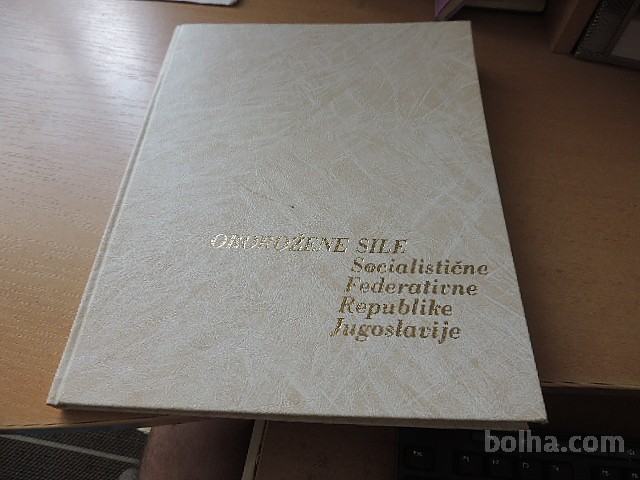 OBOROŽENE SILE
Socialistične
Federativne
Republike
Jugoslavije
bolha.com